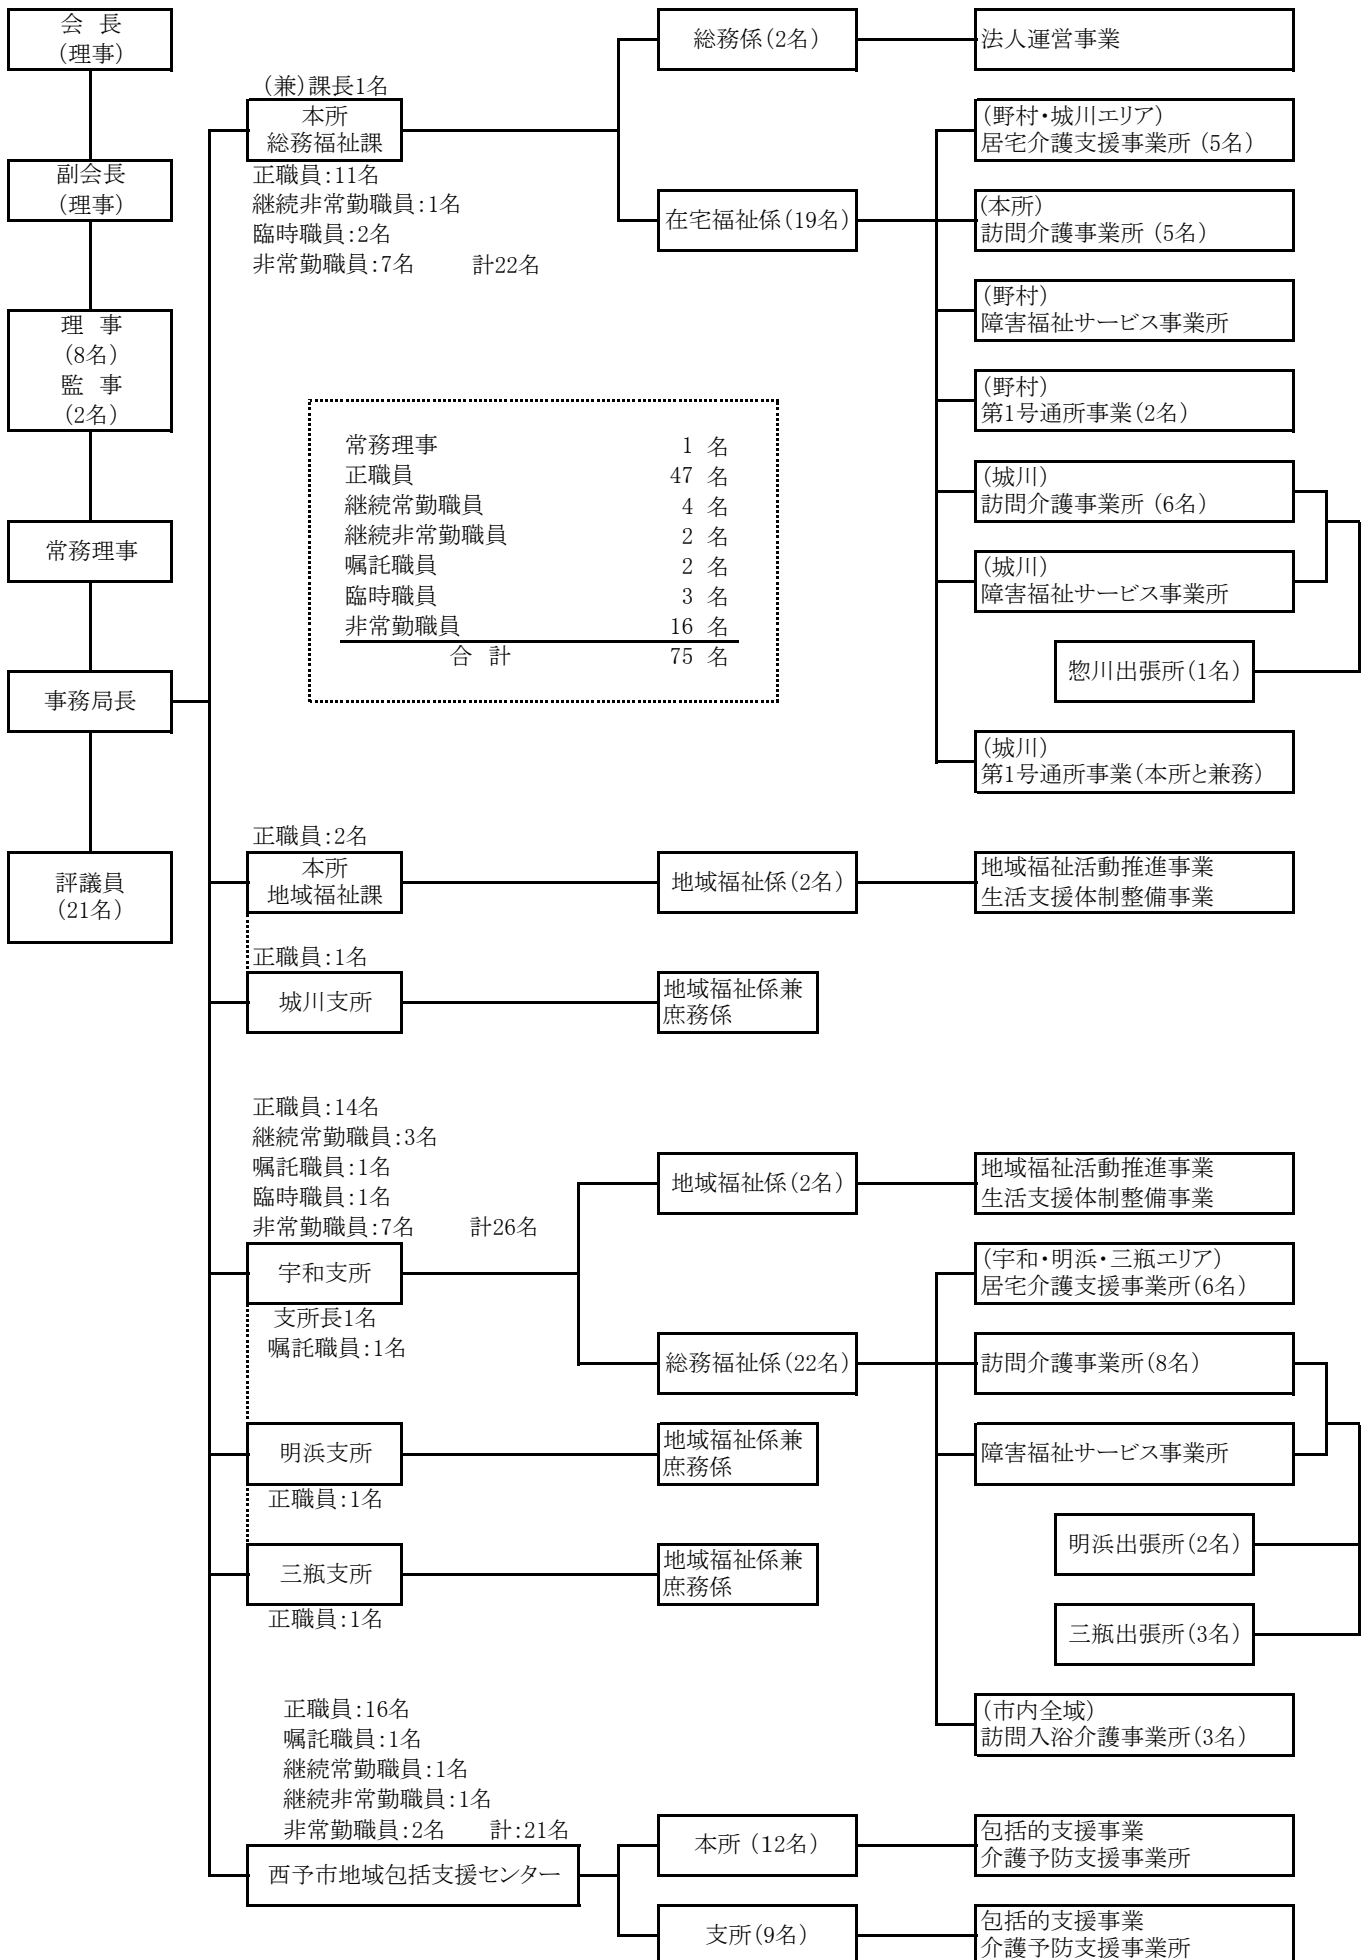 会 長
(理事)
副会長
(理事)
理 事
(8名)
監 事
(2名)
常務理事
事務局長
評議員
(21名)
(兼)課長1名
本所
総務福祉課
正職員:11名
継続非常勤職員:1名
臨時職員:2名
非常勤職員:7名 計22名
総務係(2名)
法人運営事業
在宅福祉係(19名)
(野村・城川エリア)
居宅介護支援事業所 (5名)
(本所)
訪問介護事業所 (5名)
(野村)
障害福祉サービス事業所
(野村)
第1号通所事業(2名)
(城川)
訪問介護事業所 (6名)
(城川)
障害福祉サービス事業所
惣川出張所(1名)
(城川)
第1号通所事業(本所と兼務)
常務理事 1 名
正職員 47 名
継続常勤職員 4 名
継続非常勤職員 2 名
嘱託職員 2 名
臨時職員 3 名
非常勤職員 16 名
合 計 75 名
正職員:2名
本所
地域福祉課
地域福祉係(2名)
地域福祉活動推進事業
生活支援体制整備事業
正職員:1名
城川支所
地域福祉係兼
庶務係
正職員:14名
継続常勤職員:3名
嘱託職員:1名
臨時職員:1名
非常勤職員:7名 計26名
宇和支所
支所長1名
嘱託職員:1名
地域福祉係(2名)
地域福祉活動推進事業
生活支援体制整備事業
総務福祉係(22名)
(宇和・明浜・三瓶エリア)
居宅介護支援事業所(6名)
訪問介護事業所(8名)
障害福祉サービス事業所
明浜出張所(2名)
三瓶出張所(3名)
(市内全域)
訪問入浴介護事業所(3名)
明浜支所
正職員:1名
地域福祉係兼
庶務係
三瓶支所
正職員:1名
地域福祉係兼
庶務係
正職員:16名
嘱託職員:1名
継続常勤職員:1名
継続非常勤職員:1名
非常勤職員:2名 計:21名
西予市地域包括支援センター
本所 (12名)
包括的支援事業
介護予防支援事業所
支所(9名)
包括的支援事業
介護予防支援事業所